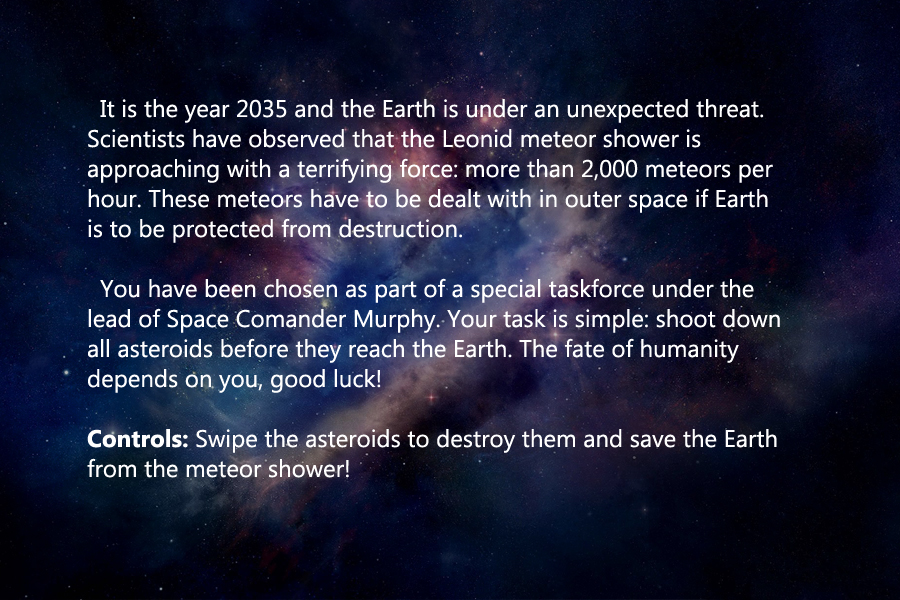 It is the year 2035 and the Earth is under an unexpected threat.
Scientists have observed that the Leonid meteor shower is
approaching with a terrifying force: more than 2,000 meteors per
hour. These meteors have to be dealt with in outer space if Earth
is to be protected from destruction.
You have been chosen as part of a special taskforce under the
lead of Space Comander Murphy. Your task is simple: shoot down
all asteroids before they reach the Earth. The fate of humanity
depends on you, good luck!
Controls: Swipe the asteroids to destroy them and save the Earth
from the meteor shower!